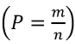 (P = m/n)